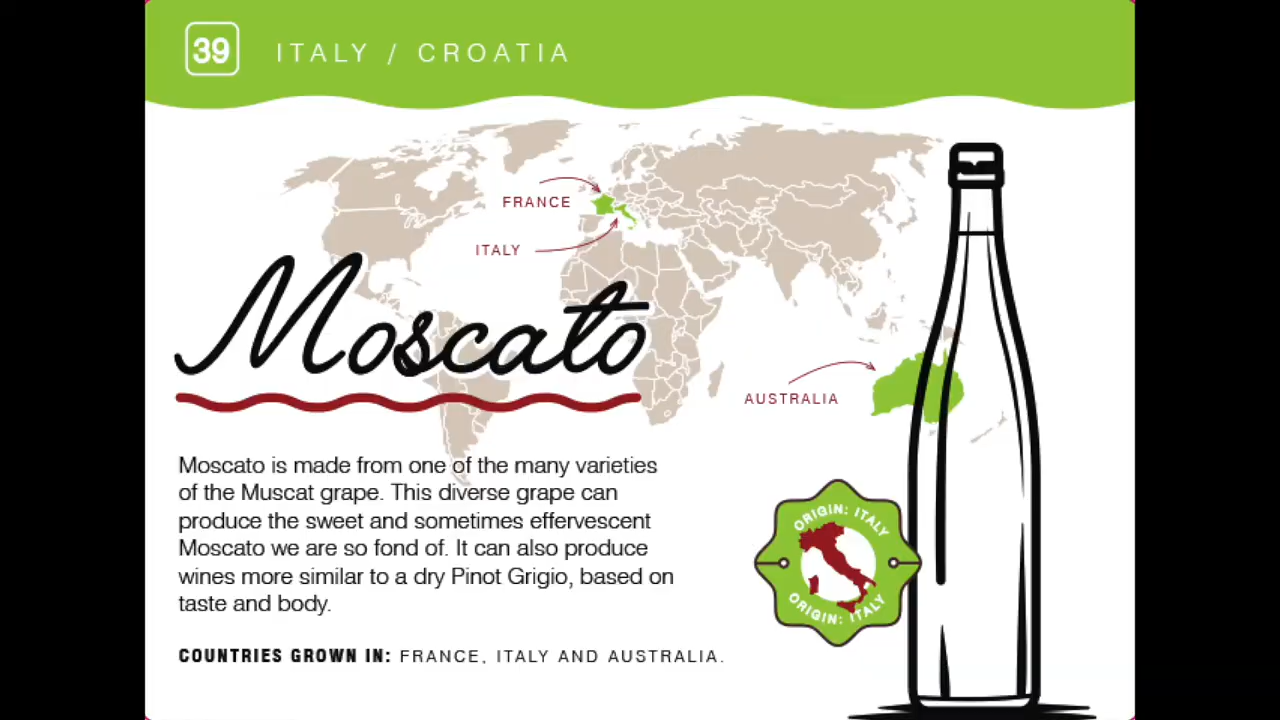 39
ITALY / CROATIA
FRANCE
ITALY
Moscato
AUSTRALIA
Moscato is made from one of the many varieties
of the Muscat grape. This diverse grape can
produce the sweet and sometimes effervescent
Moscato we are so fond of. It can also produce
wines more similar to a dry Pinot Grigio, based on
taste and body.
ORIGIN: ITALY
ORIGIN: ITALY
COUNTRIES GROWN IN: FRANCE, ITALY AND AUSTRALIA.